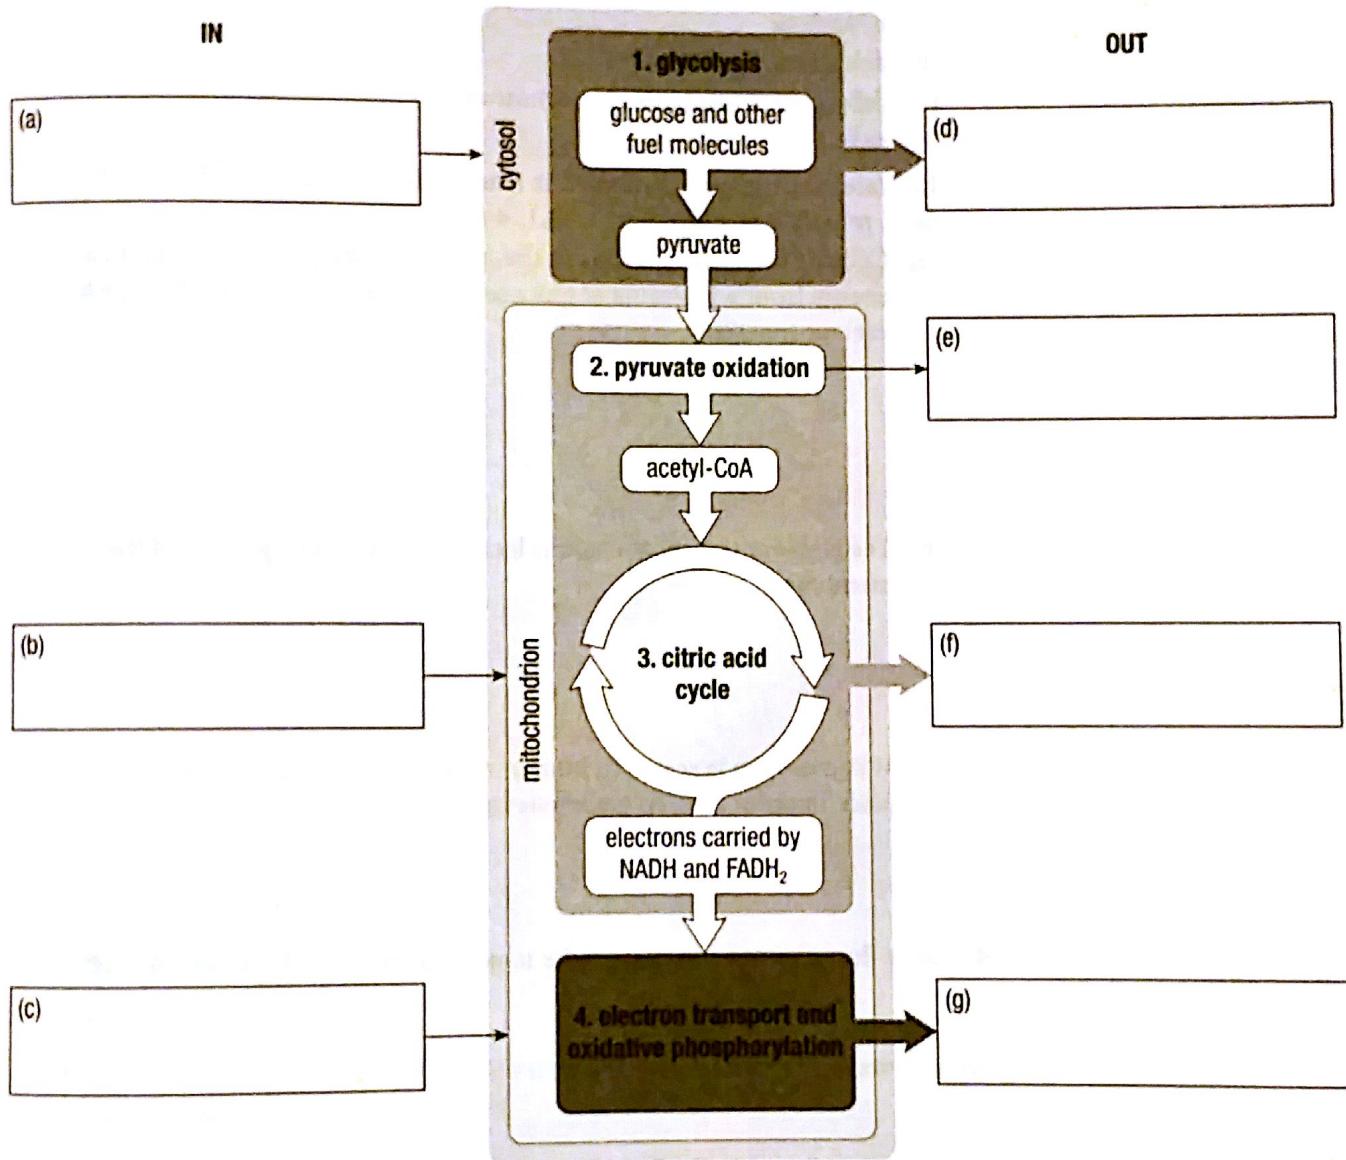 IN
OUT
1. glycolysis
(a)
glucose and other
fuel molecules
(d)
cytosol
pyruvate
(e)
2. pyruvate oxidation
acetyl-CoA
(b)
3. citric acid
cycle
(f)
mitochondrion
electrons carried by
NADH and FADH₂
(c)
4. electron transport and
oxidative phosphorylation
(g)